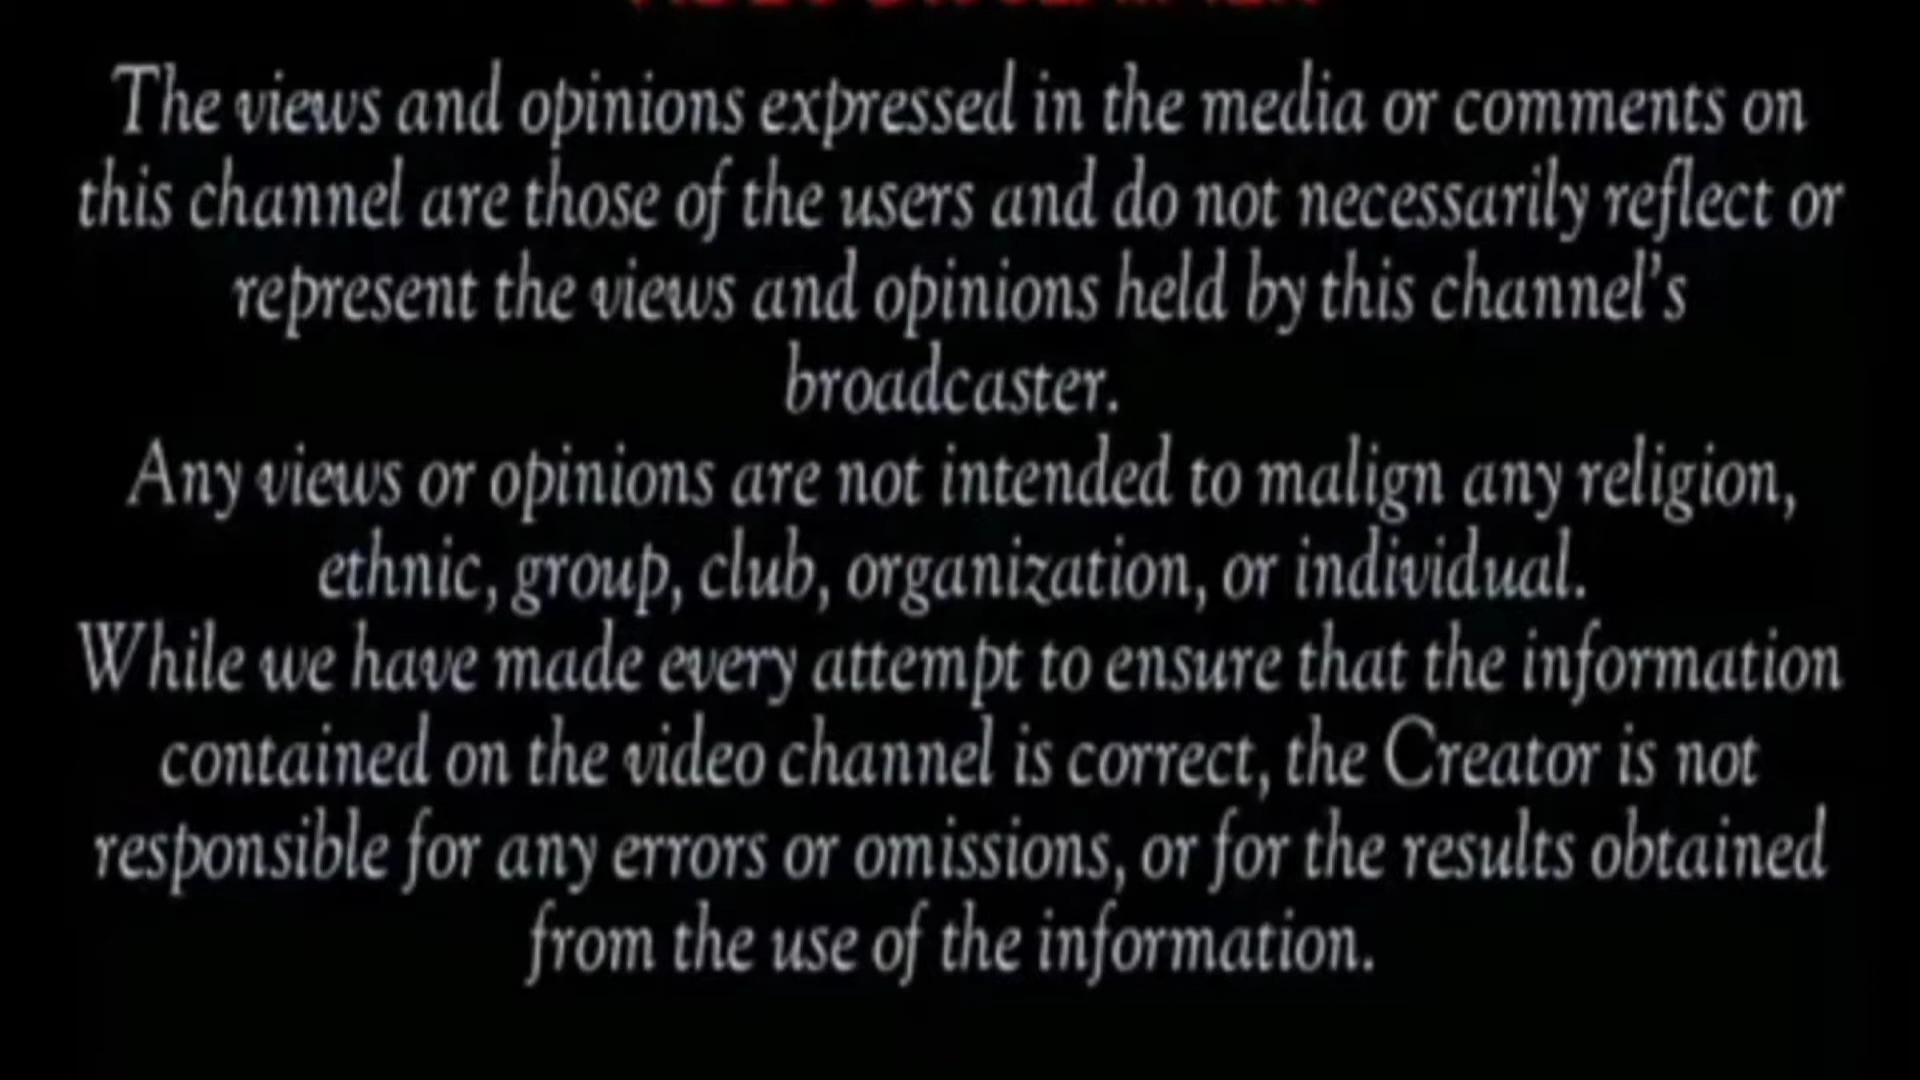 The views and opinions expressed in the media or comments on
this channel are those of the users and do not necessarily reflect or
represent the views and opinions held by this channel's
broadcaster.
Any views or opinions are not intended to malign any religion,
ethnic, group, club, organization, or individual.
While we have made every attempt to ensure that the information
contained on the video channel is correct, the Creator is not
responsible for any errors or omissions, or for the results obtained
from the use of the information.